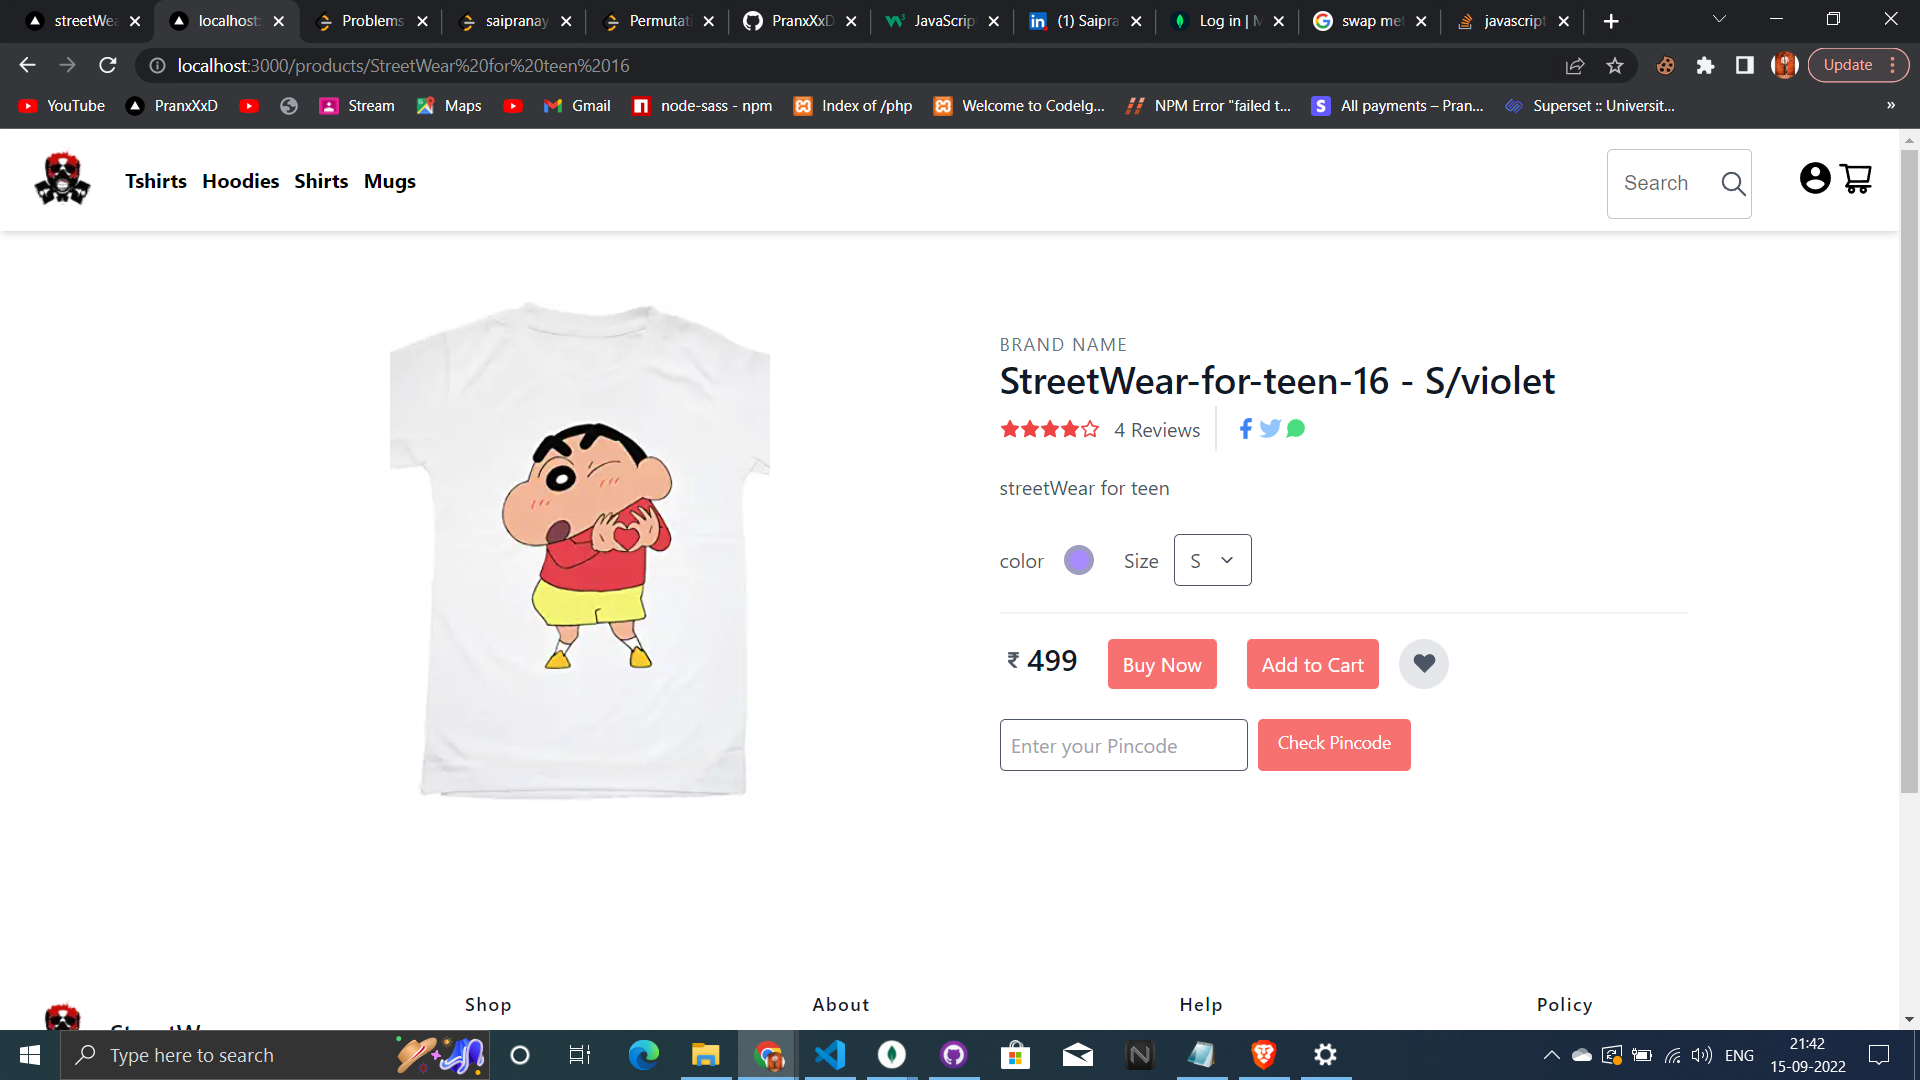 streetWea
localhost:
Problems
saipranay
Permutati
PranxXxD
JavaScript
(1) Saipra
Log in | M
swap met
javascript
localhost:3000/products/StreetWear%20for%20teen%2016
Update
YouTube
PranxXxD
Stream
Maps
Gmail
node-sass - npm
Index of /php
Welcome to CodeIg...
NPM Error "failed t...
All payments – Pran...
Superset :: Universit...
»
Tshirts Hoodies Shirts Mugs
Search
BRAND NAME
StreetWear-for-teen-16 - S/violet
4 Reviews
streetWear for teen
color
Size
S
₹ 499
Buy Now
Add to Cart
Enter your Pincode
Check Pincode
Shop
About
Help
Policy
Type here to search
ENG
21:42
15-09-2022